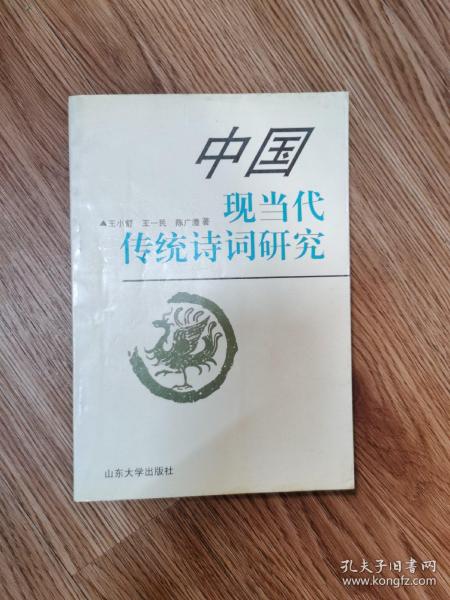 中国
现当代
▲王小舒 王一民 陈广澧著
传统诗词研究
山东大学出版社
孔夫子旧书网
www.kongfz.com